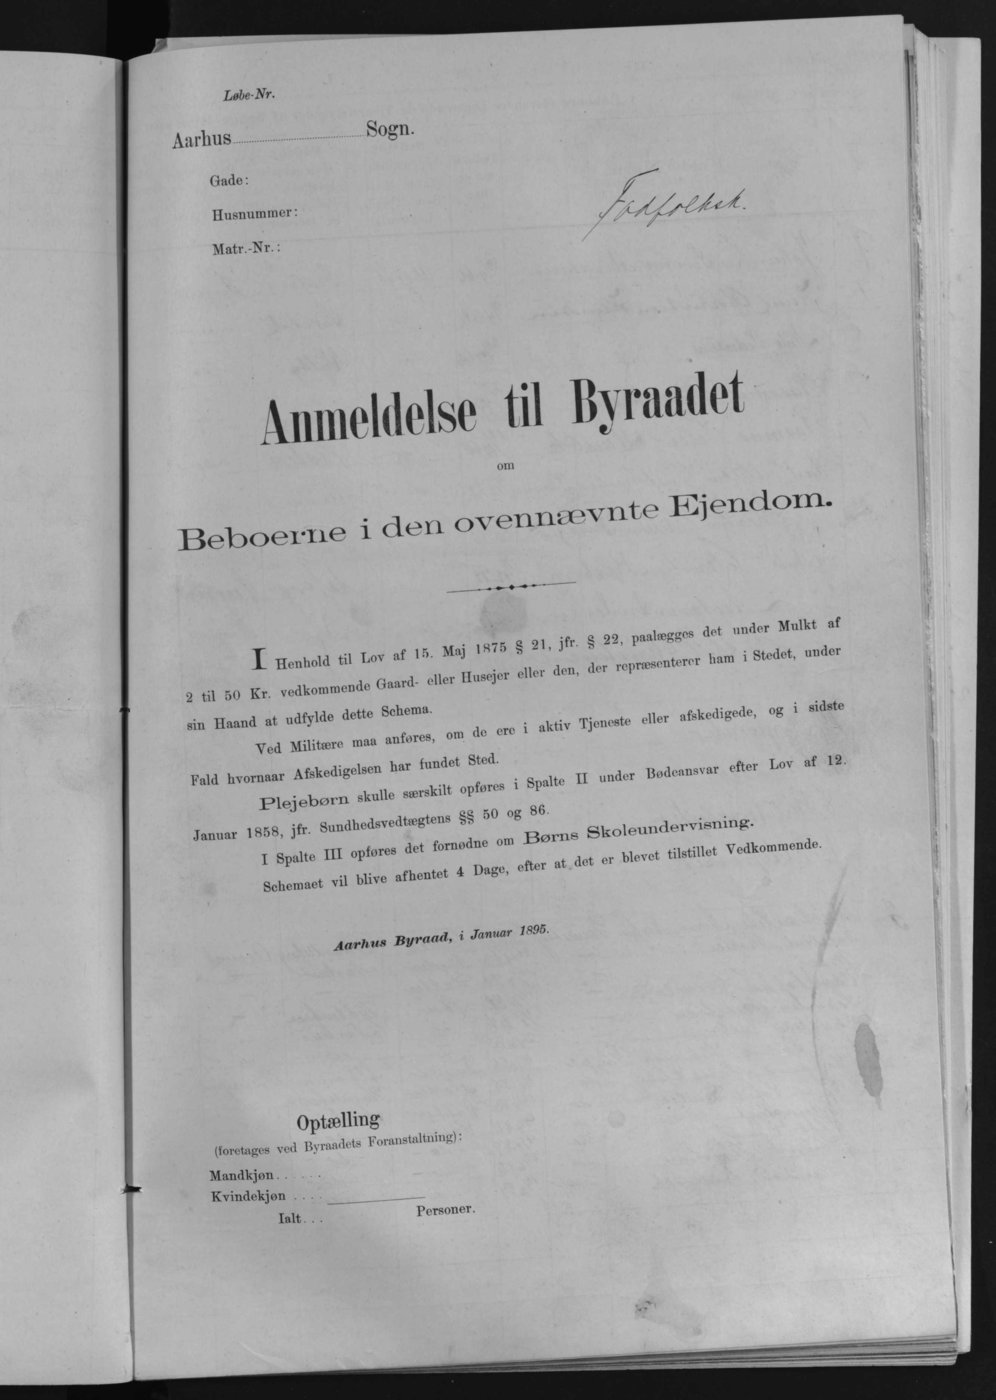 Løbe-Nr.
Aarhus Sogn.
Gade:
Husnummer:
Matr.-Nr.:
Fodfolksk.
Anmeldelse til Byraadet
om
Beboerne i den ovennævnte Ejendom.
I Henhold til Lov af 15. Maj 1875 § 21, jfr. § 22, paalægges det under Mulkt af
2 til 50 Kr. vedkommende Gaard- eller Husejer eller den, der repræsenterer ham i Stedet, under
sin Haand at udfylde dette Schema.
Ved Militære maa anføres, om de ere i aktiv Tjeneste eller afskedigede, og i sidste
Fald hvornaar Afskedigelsen har fundet Sted.
Plejebørn skulle særskilt opføres i Spalte II under Bødeansvar efter Lov af 12.
Januar 1858, jfr. Sundhedsvedtægtens §§ 50 og 86.
I Spalte III opføres det fornødne om Børns Skoleundervisning.
Schemaet vil blive afhentet 4 Dage, efter at det er blevet tilstillet Vedkommende.
Aarhus Byraad, i Januar 1895.
Optælling
(foretages ved Byraadets Foranstaltning):
Mandkjøn . . . . . .
Kvindekjøn . . . .
Ialt . . . Personer.